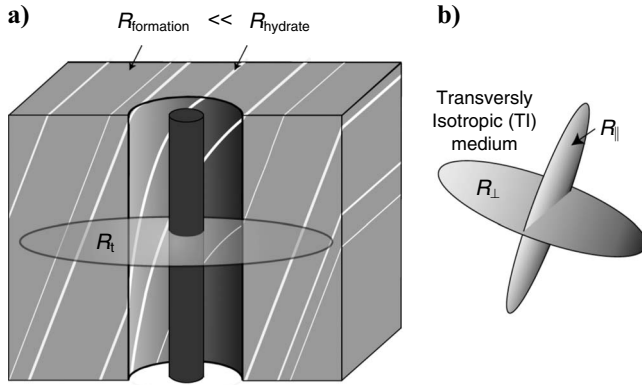 a)
R_formation << R_hydrate
R_t
b)
Transversly
Isotropic (TI)
medium
R_∥
R_⊥